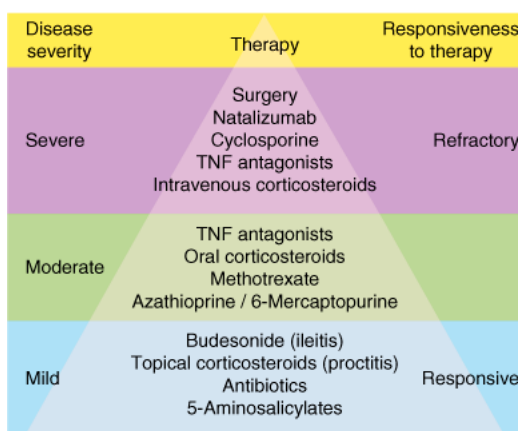 Disease severity
Therapy
Responsiveness to therapy
Severe
Surgery
Natalizumab
Cyclosporine
TNF antagonists
Intravenous corticosteroids
Refractory
Moderate
TNF antagonists
Oral corticosteroids
Methotrexate
Azathioprine / 6-Mercaptopurine
Mild
Budesonide (ileitis)
Topical corticosteroids (proctitis)
Antibiotics
5-Aminosalicylates
Responsive